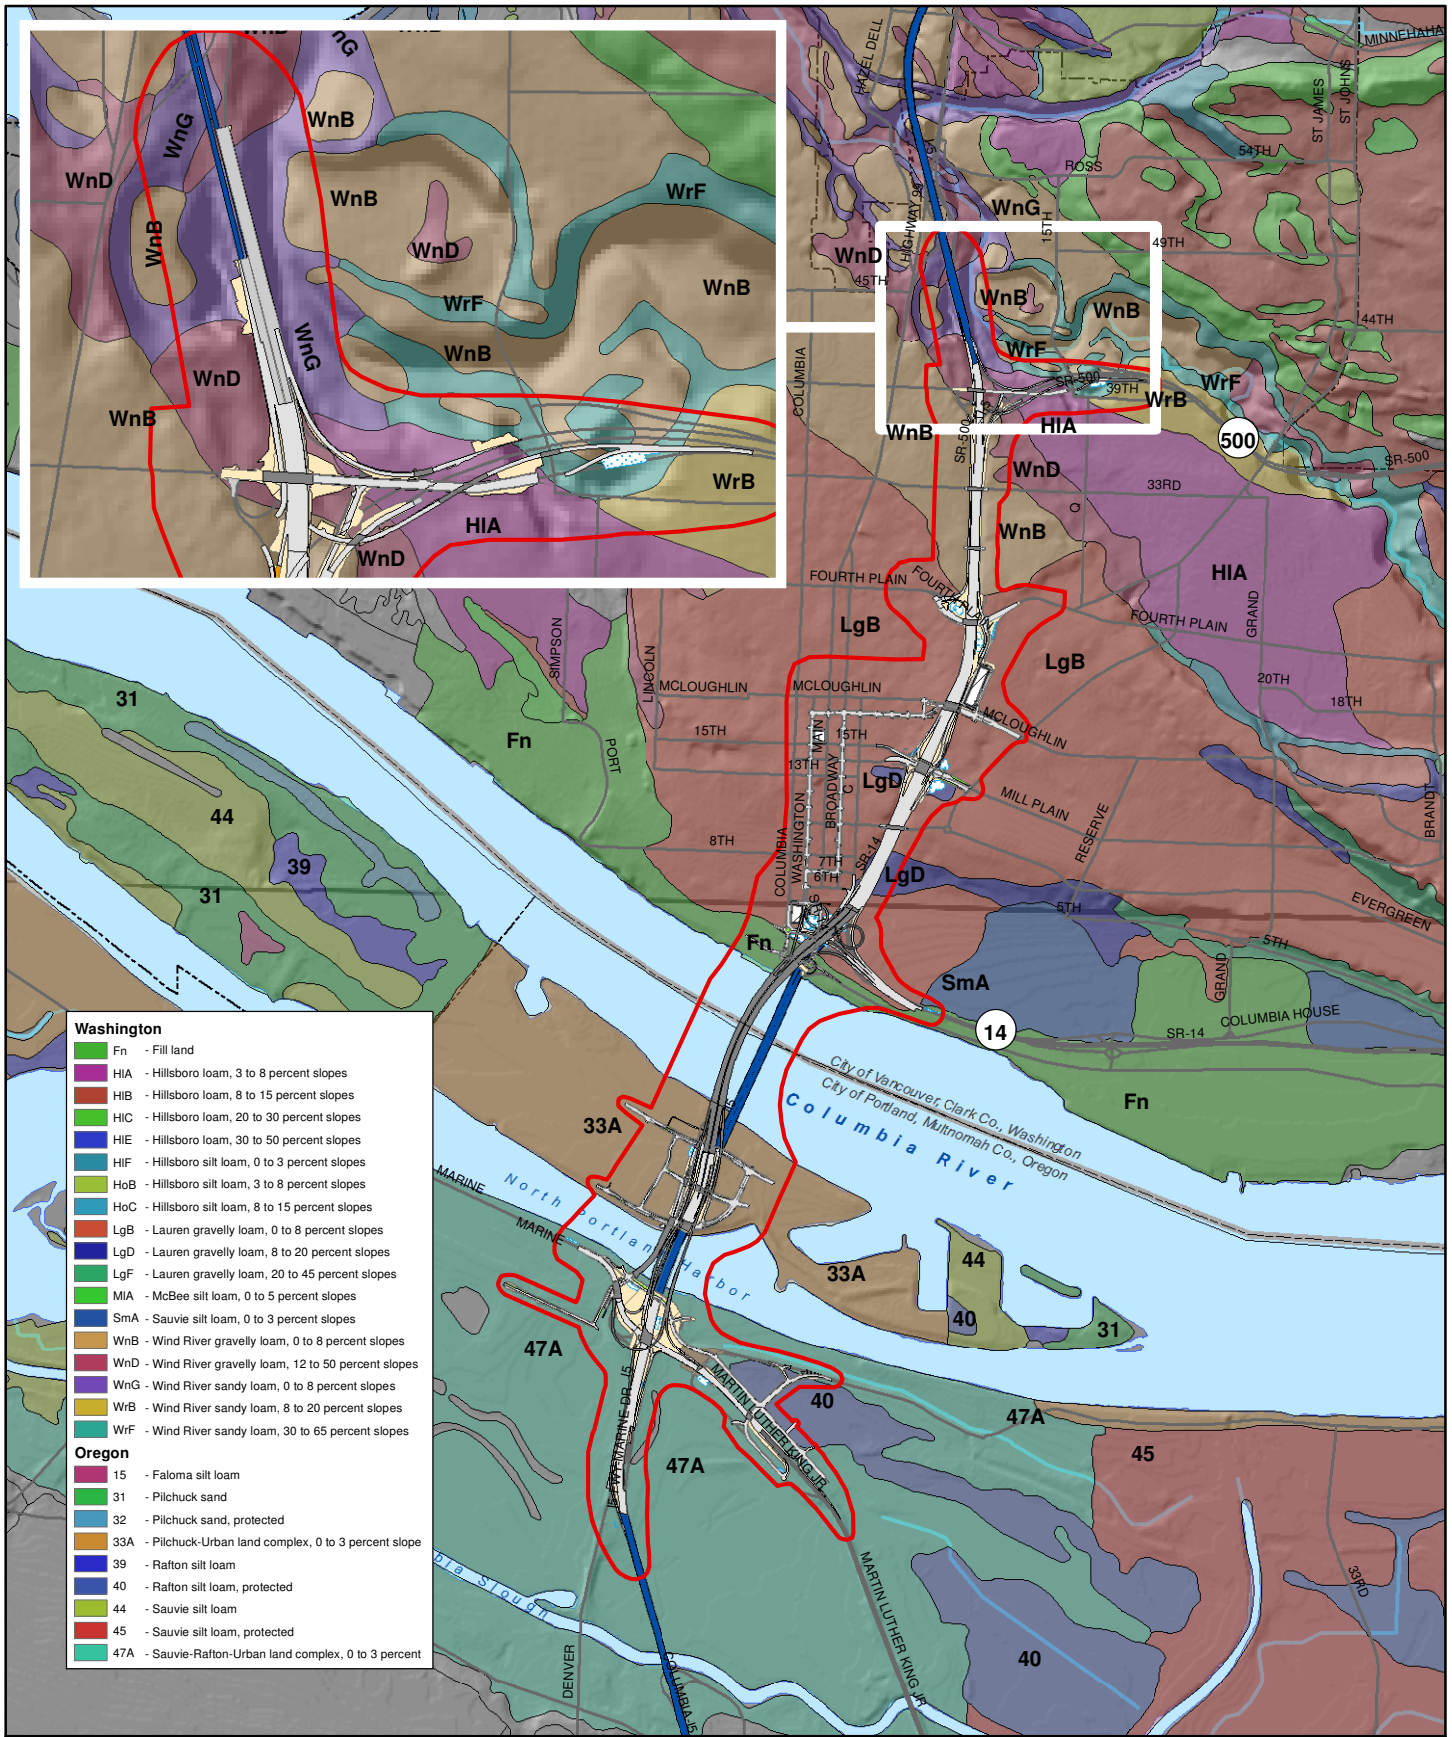 WnG
WnB
WnG
WnD
WnB
WrF
WnB
WnD
WnB
WrF
WnG
WnB
WnD
WnB
WrB
HIA
WnD
HAZEL DELL
MINNEHAHA
ST JAMES
ST JOHNS
54TH
ROSS
HIGHWAY 99
WnG
15TH
49TH
WnD
45TH
WnB
WnB
44TH
WrF
COLUMBIA
SR-500
39TH
WrF
WrB
WnB
SR-500
HIA
500
SR-500
WnD
33RD
Q
WnB
HIA
FOURTH PLAIN
GRAND
FOURTH PLAIN
LgB
SIMPSON
LINCOLN
LgB
20TH
18TH
MCLOUGHLIN
MCLOUGHLIN
MCLOUGHLIN
31
Fn
PORT
15TH
MAIN
15TH
13TH
LgD
MILL PLAIN
BROADWAY
C
WASHINGTON
COLUMBIA
RESERVE
BRANDT
44
8TH
SR-14
7TH
6TH
39
31
LgD
5TH
EVERGREEN
Fn
5TH
SmA
GRAND
14
SR-14
COLUMBIA HOUSE
Fn
City of Vancouver, Clark Co., Washington
City of Portland, Multnomah Co., Oregon
Columbia River
33A
MARINE
North Portland Harbor
MARINE
33A
44
40
31
47A
MARTIN LUTHER KING JR
40
47A
45
47A
I5 FWY-MARINE DR
MARTIN LUTHER KING JR
33RD
DENVER
40
Washington
Fn - Fill land
HIA - Hillsboro loam, 3 to 8 percent slopes
HIB - Hillsboro loam, 8 to 15 percent slopes
HIC - Hillsboro loam, 20 to 30 percent slopes
HIE - Hillsboro loam, 30 to 50 percent slopes
HIF - Hillsboro silt loam, 0 to 3 percent slopes
HoB - Hillsboro silt loam, 3 to 8 percent slopes
HoC - Hillsboro silt loam, 8 to 15 percent slopes
LgB - Lauren gravelly loam, 0 to 8 percent slopes
LgD - Lauren gravelly loam, 8 to 20 percent slopes
LgF - Lauren gravelly loam, 20 to 45 percent slopes
MIA - McBee silt loam, 0 to 5 percent slopes
SmA - Sauvie silt loam, 0 to 3 percent slopes
WnB - Wind River gravelly loam, 0 to 8 percent slopes
WnD - Wind River gravelly loam, 12 to 50 percent slopes
WnG - Wind River sandy loam, 0 to 8 percent slopes
WrB - Wind River sandy loam, 8 to 20 percent slopes
WrF - Wind River sandy loam, 30 to 65 percent slopes
Oregon
15 - Faloma silt loam
31 - Pilchuck sand
32 - Pilchuck sand, protected
33A - Pilchuck-Urban land complex, 0 to 3 percent slope
39 - Rafton silt loam
40 - Rafton silt loam, protected
44 - Sauvie silt loam
45 - Sauvie silt loam, protected
47A - Sauvie-Rafton-Urban land complex, 0 to 3 percent